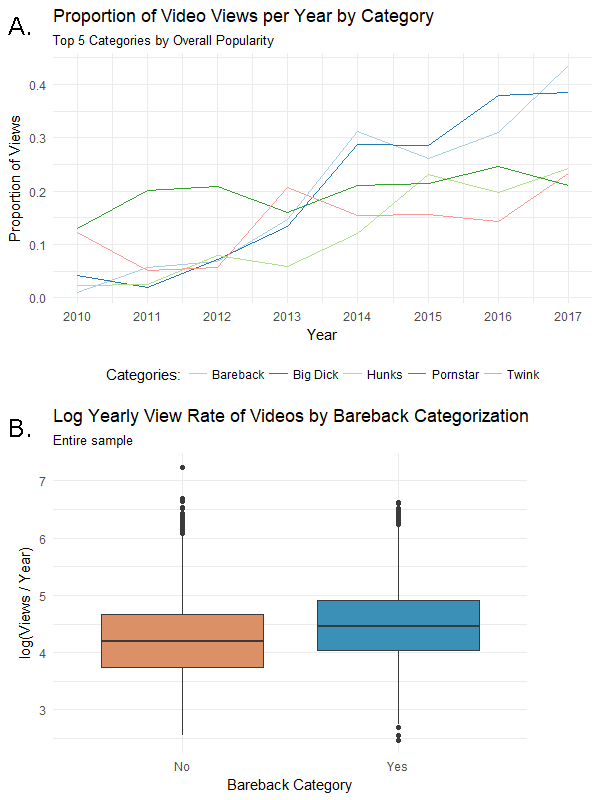 A.
Proportion of Video Views per Year by Category
Top 5 Categories by Overall Popularity
0.4
0.3
0.2
0.1
0.0
Proportion of Views
2010 2011 2012 2013 2014 2015 2016 2017
Year
Categories: Bareback Big Dick Hunks Pornstar Twink
B.
Log Yearly View Rate of Videos by Bareback Categorization
Entire sample
7
6
5
4
3
log(Views / Year)
No Yes
Bareback Category